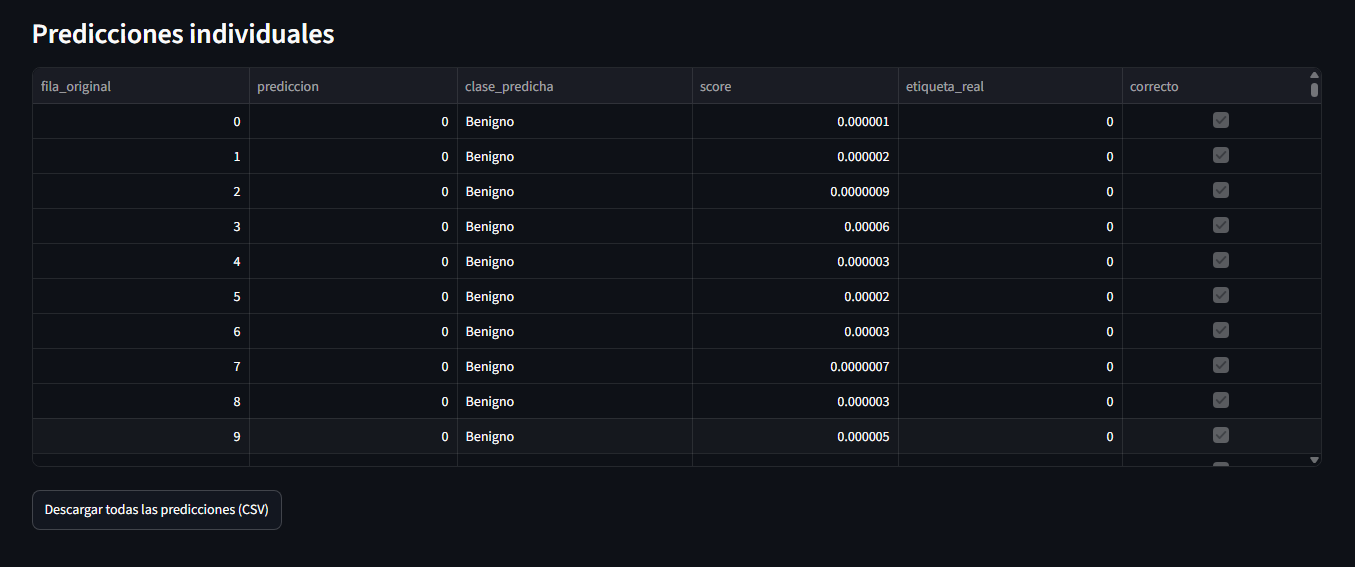 Predicciones individuales
fila_original prediccion clase_predicha score etiqueta_real correcto
0 0 Benigno 0.000001 0
1 0 Benigno 0.000002 0
2 0 Benigno 0.0000009 0
3 0 Benigno 0.00006 0
4 0 Benigno 0.000003 0
5 0 Benigno 0.00002 0
6 0 Benigno 0.00003 0
7 0 Benigno 0.0000007 0
8 0 Benigno 0.000003 0
9 0 Benigno 0.000005 0
Descargar todas las predicciones (CSV)